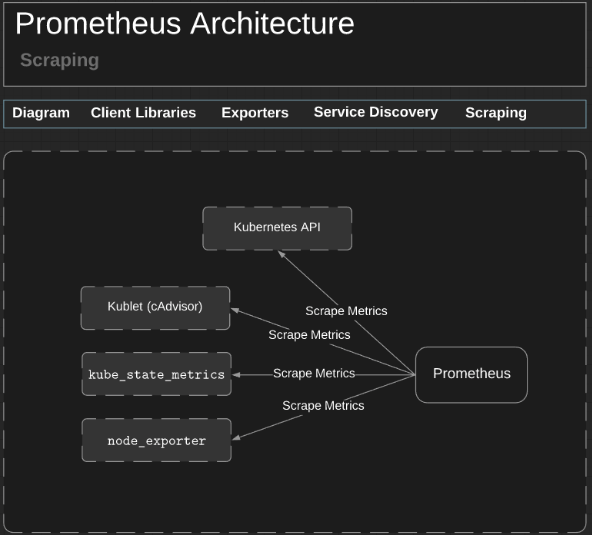 Prometheus Architecture
Scraping
Diagram Client Libraries Exporters Service Discovery Scraping
Kubernetes API
Scrape Metrics
Kublet (cAdvisor)
Scrape Metrics
kube_state_metrics
Scrape Metrics
Prometheus
Scrape Metrics
node_exporter